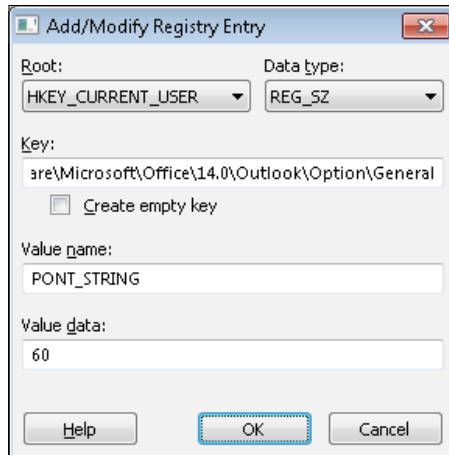 Add/Modify Registry Entry
Root: Data type:
HKEY_CURRENT_USER REG_SZ
Key:
are\Microsoft\Office\14.0\Outlook\Option\General
Create empty key
Value name:
PONT_STRING
Value data:
60
Help OK Cancel